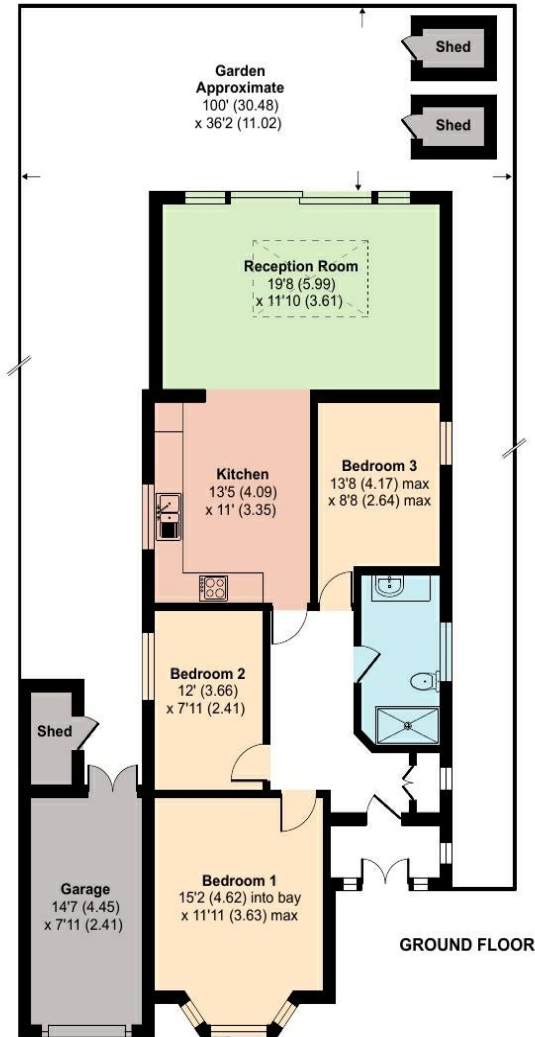 Shed
Garden
Approximate
100' (30.48)
x 36'2 (11.02)
Shed
Reception Room
19'8 (5.99)
x 11'10 (3.61)
Kitchen
13'5 (4.09)
x 11' (3.35)
Bedroom 3
13'8 (4.17) max
x 8'8 (2.64) max
Bedroom 2
12' (3.66)
x 7'11 (2.41)
Shed
Garage
14'7 (4.45)
x 7'11 (2.41)
Bedroom 1
15'2 (4.62) into bay
x 11'11 (3.63) max
GROUND FLOOR